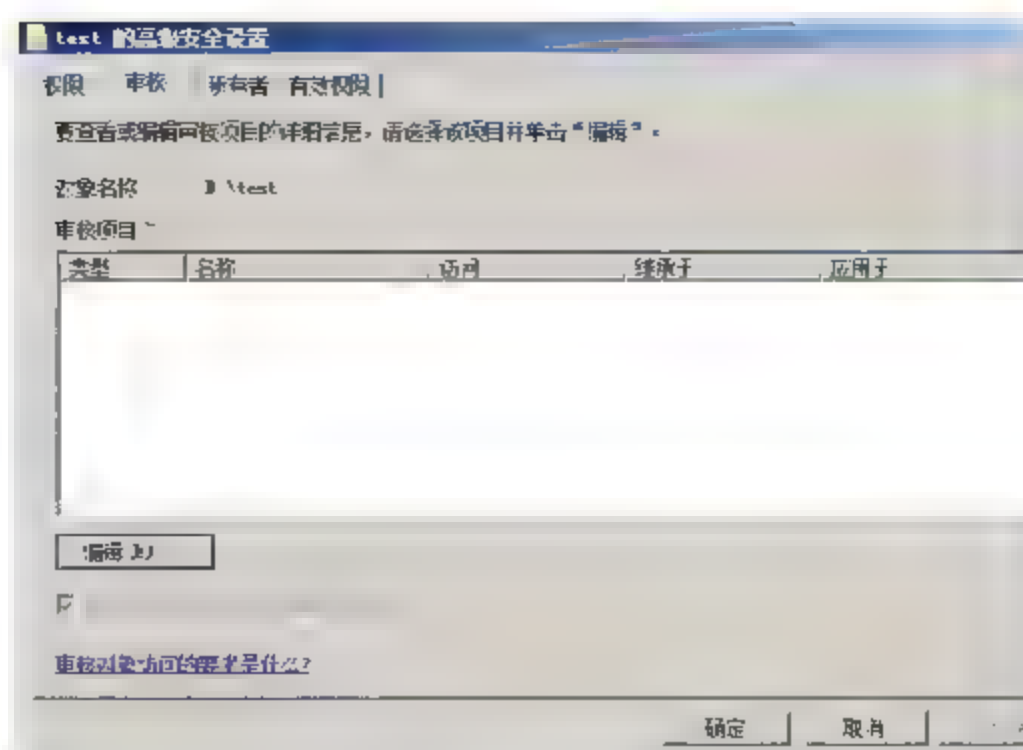 test 的高级安全设置
权限 审核 所有者 有效权限
要查看或编辑审核项目的详细信息，请选择该项目并单击“编辑”。
对象名称 D:\test
审核项目
类型 名称 访问 继承于 应用于
编辑
审核对象访问的要求是什么?
确定 取消